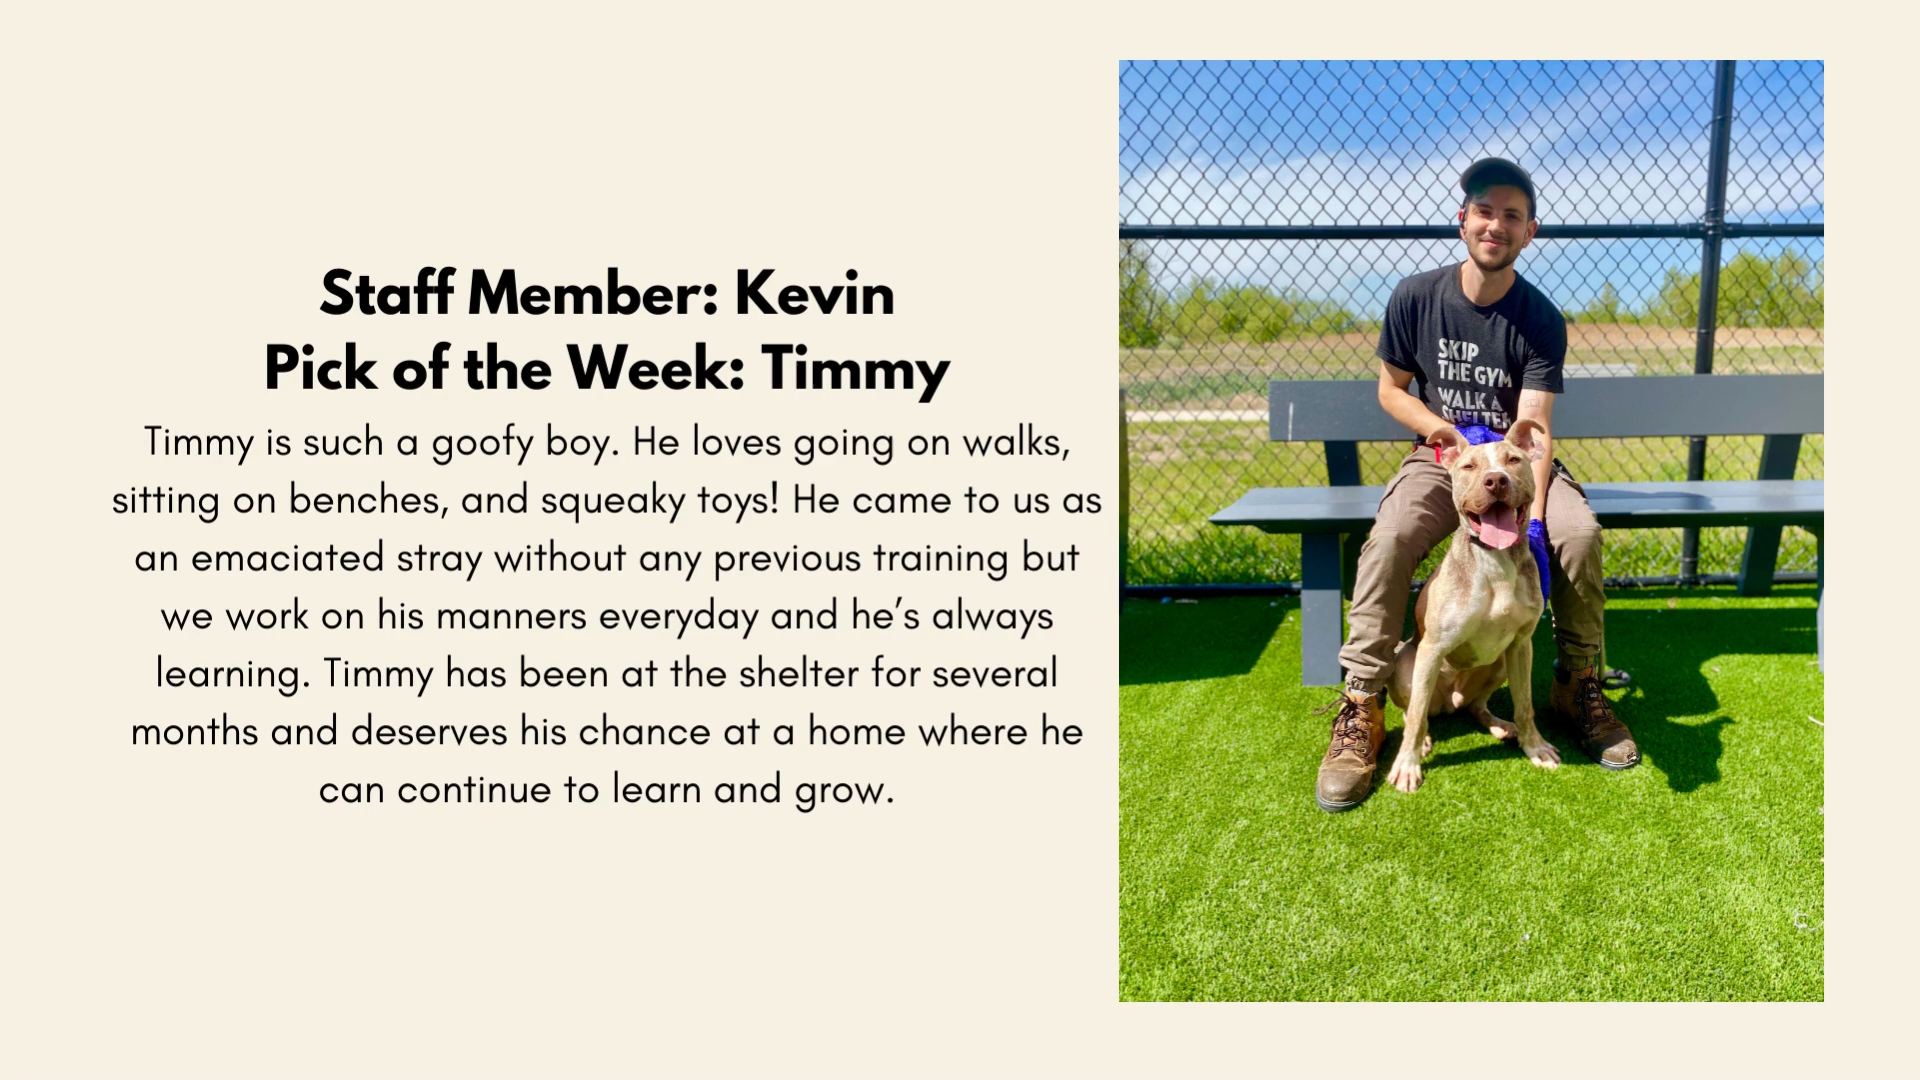 Staff Member: Kevin
Pick of the Week: Timmy
Timmy is such a goofy boy. He loves going on walks,
sitting on benches, and squeaky toys! He came to us as
an emaciated stray without any previous training but
we work on his manners everyday and he’s always
learning. Timmy has been at the shelter for several
months and deserves his chance at a home where he
can continue to learn and grow.
SKIP
THE GYM
WALK A
SHELTER